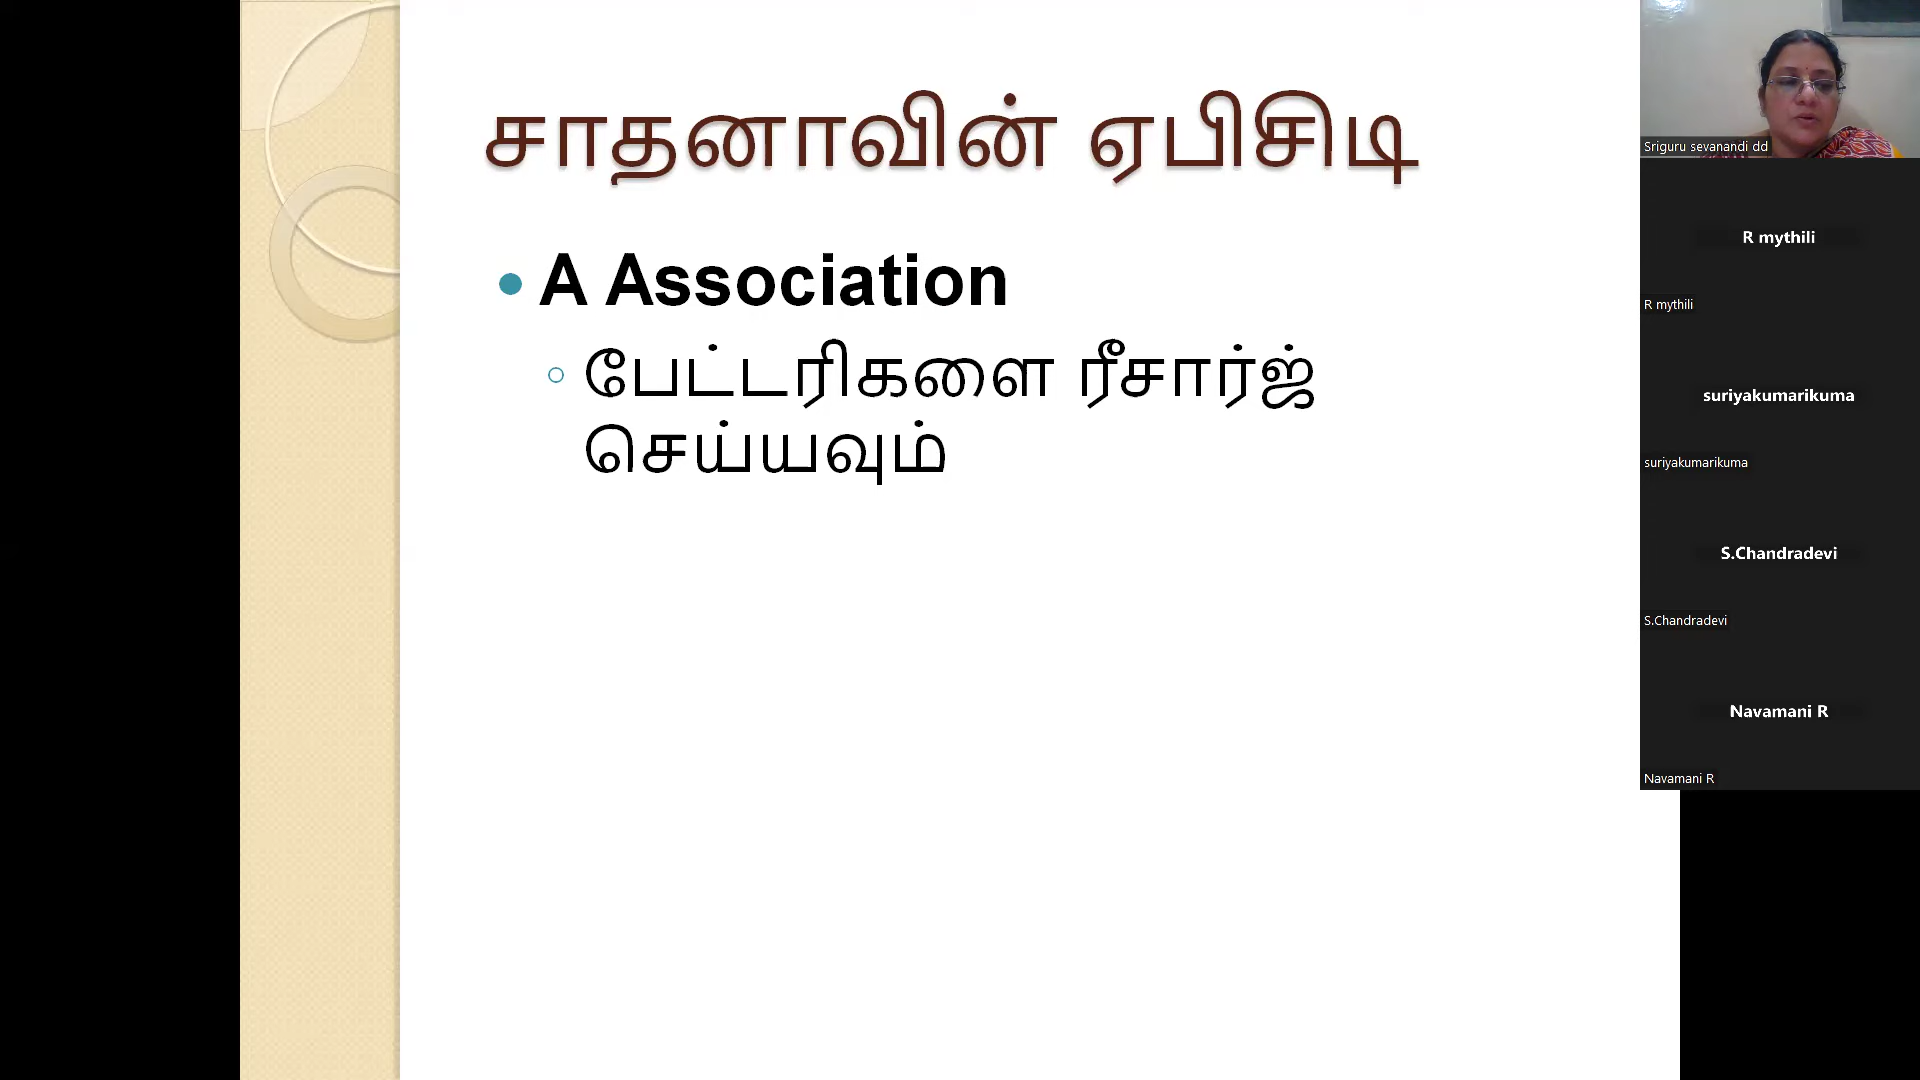 சாதனாவின் ஏபிசிடி
A Association
பேட்டரிகளை ரீசார்ஜ்
செய்யவும்
Sriguru sevanandi dd
R mythili
R mythili
suriyakumarikuma
suriyakumarikuma
S.Chandradevi
S.Chandradevi
Navamani R
Navamani R